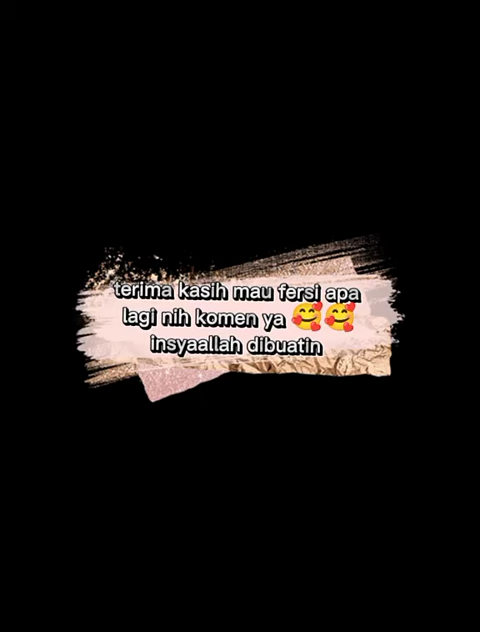 terima kasih mau fersi apa
lagi nih komen ya 🥰🥰
insyaallah dibuatin